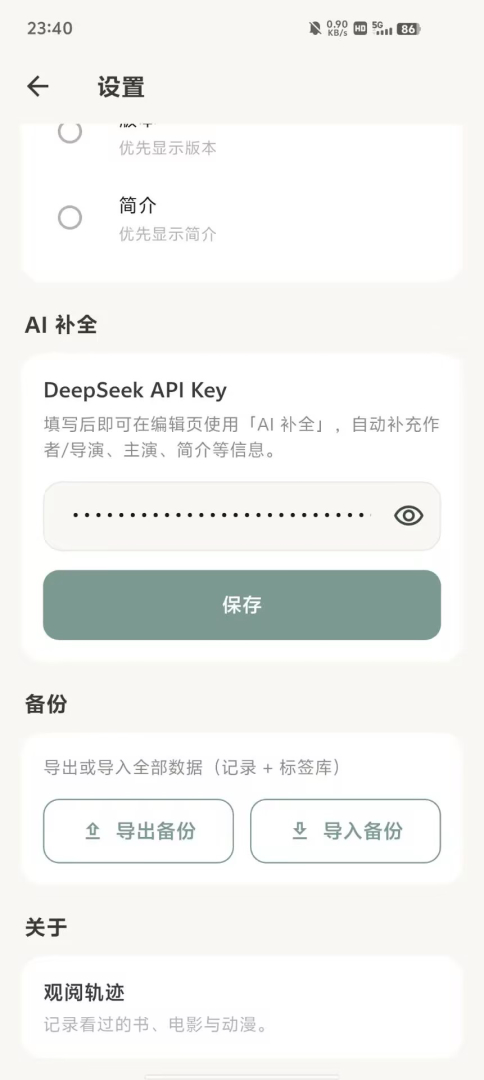 23:40
0.90 KB/s HD 5G 86
设置
优先显示版本
简介
优先显示简介
AI 补全
DeepSeek API Key
填写后即可在编辑页使用「AI 补全」，自动补充作
者/导演、主演、简介等信息。
保存
备份
导出或导入全部数据（记录 + 标签库）
导出备份 导入备份
关于
观阅轨迹
记录看过的书、电影与动漫。